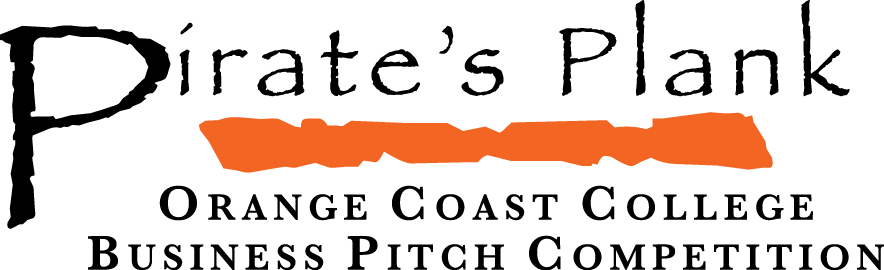 Pirate's Plank
ORANGE COAST COLLEGE
BUSINESS PITCH COMPETITION